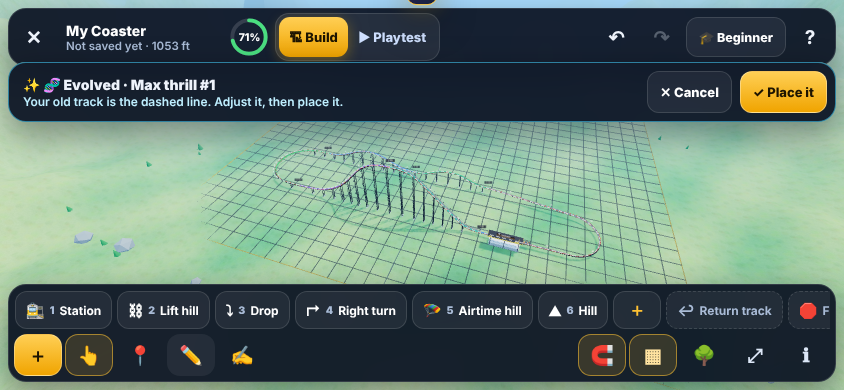 My Coaster
Not saved yet · 1053 ft
71%
Build
Playtest
Beginner
?
Evolved · Max thrill #1
Your old track is the dashed line. Adjust it, then place it.
Cancel
Place it
1 Station
2 Lift hill
3 Drop
4 Right turn
5 Airtime hill
6 Hill
+
Return track